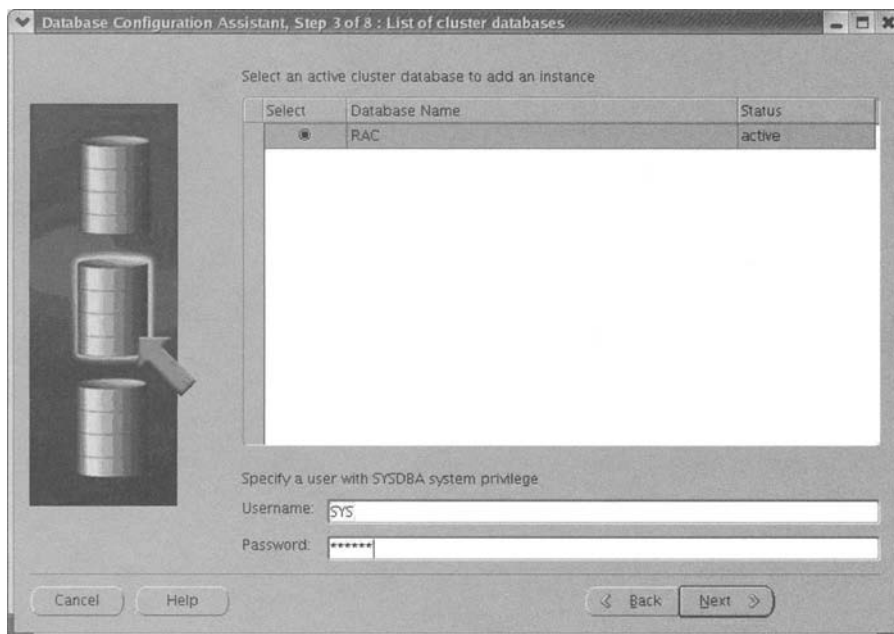 Database Configuration Assistant, Step 3 of 8 : List of cluster databases
Select an active cluster database to add an instance
Select Database Name Status
RAC active
Specify a user with SYSDBA system privilege
Username: SYS
Password: ******
Cancel Help Back Next